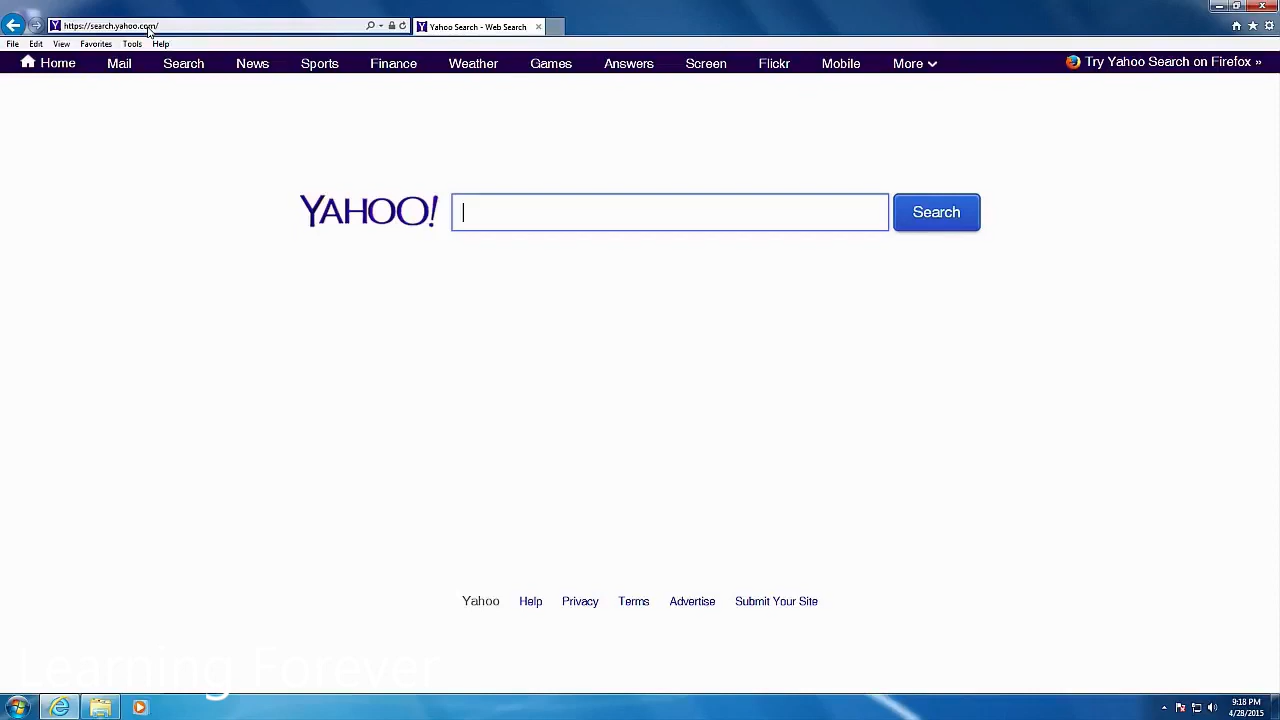 https://search.yahoo.com/
Yahoo Search - Web Search
File Edit View Favorites Tools Help
Home Mail Search News Sports Finance Weather Games Answers Screen Flickr Mobile More Try Yahoo Search on Firefox »
YAHOO! Search
Yahoo Help Privacy Terms Advertise Submit Your Site
Learning Forever
9:18 PM
4/28/2015